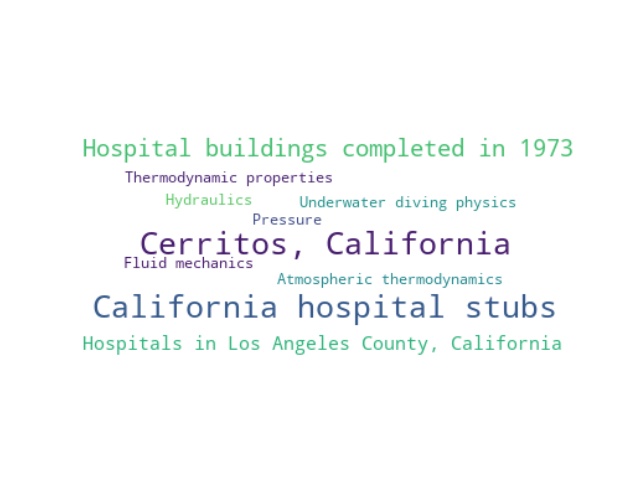 Hospital buildings completed in 1973
Thermodynamic properties
Hydraulics
Underwater diving physics
Pressure
Cerritos, California
Fluid mechanics
Atmospheric thermodynamics
California hospital stubs
Hospitals in Los Angeles County, California